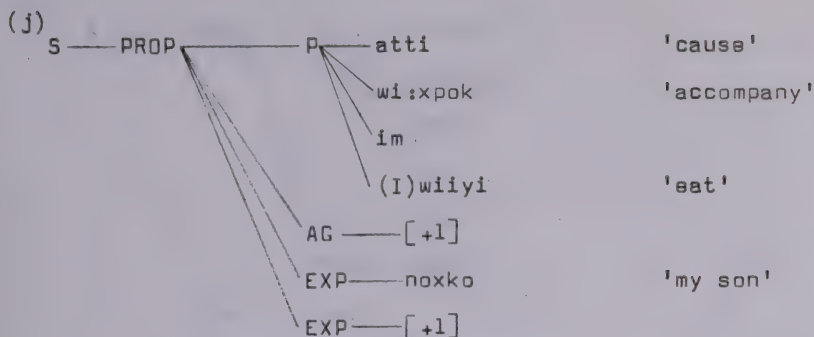 (j)
S PROP P atti 'cause'
wi:xpok 'accompany'
im
(I)wiiyi 'eat'
AG [+1]
EXP noxko 'my son'
EXP [+1]